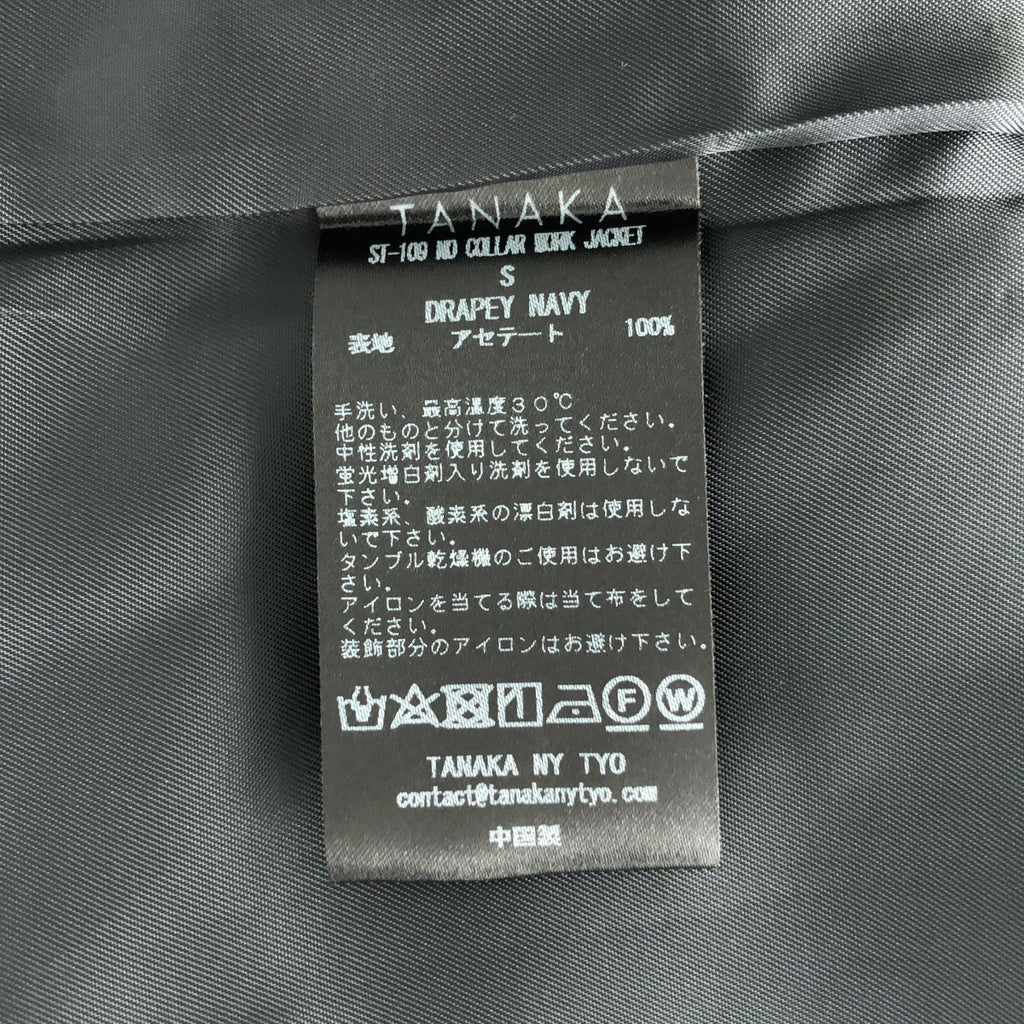 TANAKA
ST-109 NO COLLAR WORK JACKET
S
DRAPEY NAVY
表地 アセテート 100%
手洗い、最高温度30℃
他のものと分けて洗ってください。
中性洗剤を使用してください。
蛍光増白剤入り洗剤を使用しないで
下さい。
塩素系、酸素系の漂白剤は使用しな
いで下さい。
タンブル乾燥機のご使用はお避け下
さい。
アイロンを当てる際は当て布をして
ください。
装飾部分のアイロンはお避け下さい。
F W
TANAKA NY TYO
contact@tanakanytyo.com
中国製